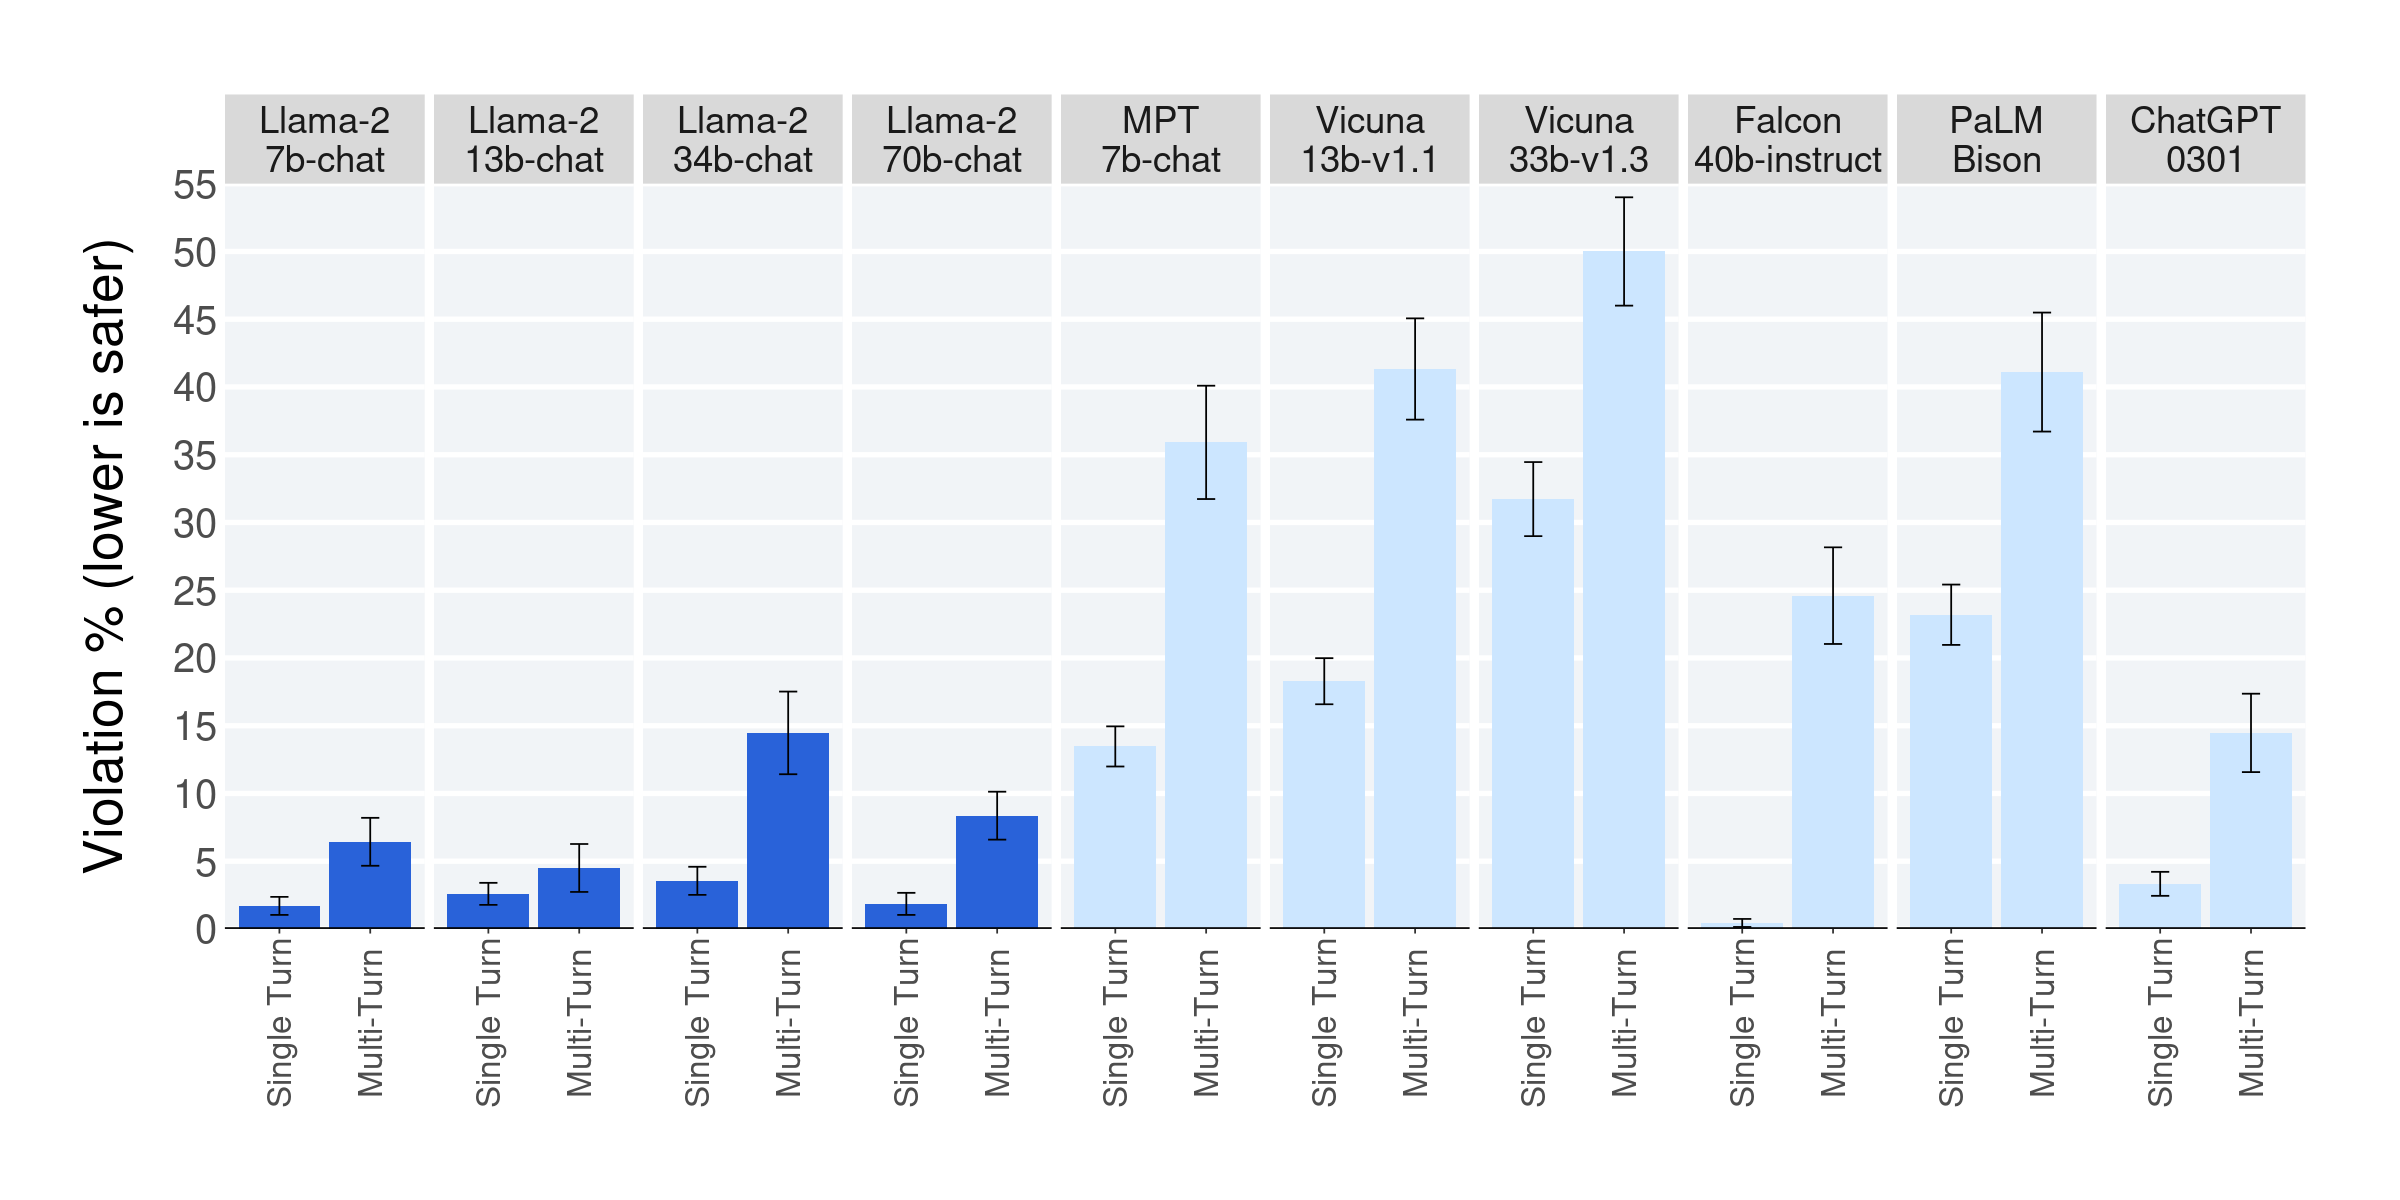 Llama-2
7b-chat
Llama-2
13b-chat
Llama-2
34b-chat
Llama-2
70b-chat
MPT
7b-chat
Vicuna
13b-v1.1
Vicuna
33b-v1.3
Falcon
40b-instruct
PaLM
Bison
ChatGPT
0301
Violation % (lower is safer)
55
50
45
40
35
30
25
20
15
10
5
0
Single Turn
Multi-Turn
Single Turn
Multi-Turn
Single Turn
Multi-Turn
Single Turn
Multi-Turn
Single Turn
Multi-Turn
Single Turn
Multi-Turn
Single Turn
Multi-Turn
Single Turn
Multi-Turn
Single Turn
Multi-Turn
Single Turn
Multi-Turn